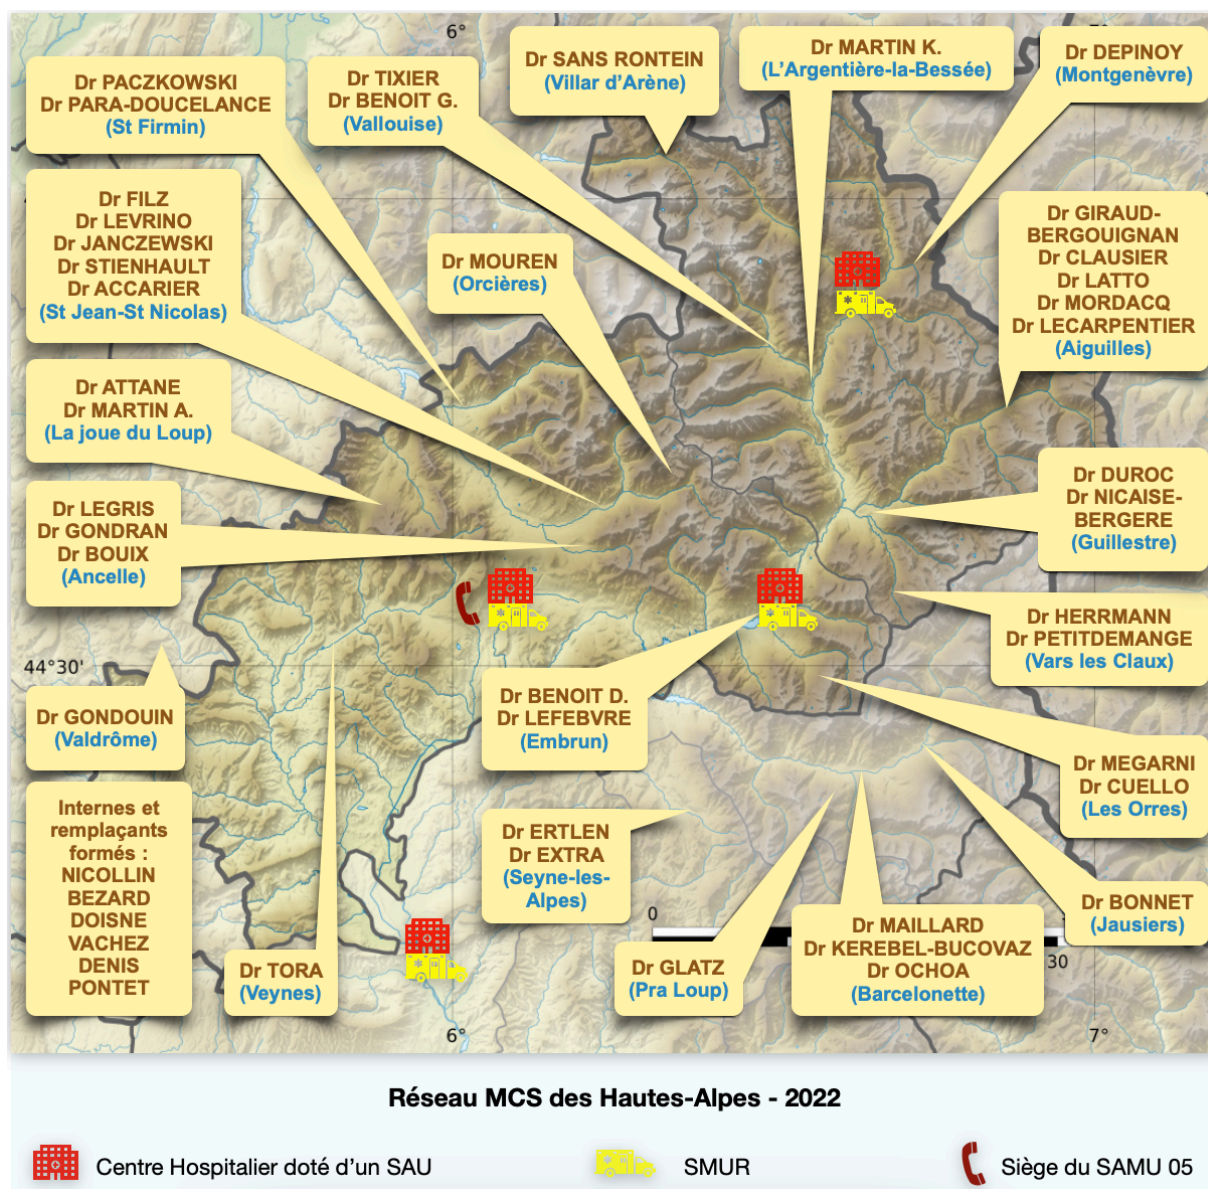 6°
7°
Dr PACZKOWSKI
Dr PARA-DOUCELANCE
(St Firmin)
Dr TIXIER
Dr BENOIT G.
(Vallouise)
Dr SANS RONTEIN
(Villar d’Arène)
Dr MARTIN K.
(L’Argentière-la-Bessée)
Dr DEPINOY
(Montgenèvre)
Dr FILZ
Dr LEVRINO
Dr JANCZEWSKI
Dr STIENHAULT
Dr ACCARIER
(St Jean-St Nicolas)
Dr MOUREN
(Orcières)
Dr GIRAUD-
BERGOUIGNAN
Dr CLAUSIER
Dr LATTO
Dr MORDACQ
Dr LECARPENTIER
(Aiguilles)
Dr ATTANE
Dr MARTIN A.
(La joue du Loup)
Dr LEGRIS
Dr GONDRAN
Dr BOUIX
(Ancelle)
Dr DUROC
Dr NICAISE-
BERGERE
(Guillestre)
Dr HERRMANN
Dr PETITDEMANGE
(Vars les Claux)
44°30'
Dr GONDOUIN
(Valdrôme)
Dr BENOIT D.
Dr LEFEBVRE
(Embrun)
Dr MEGARNI
Dr CUELLO
(Les Orres)
Internes et
remplaçants
formés :
NICOLLIN
BEZARD
DOISNE
VACHEZ
DENIS
PONTET
Dr ERTLEN
Dr EXTRA
(Seyne-les-
Alpes)
Dr BONNET
(Jausiers)
0
30
Dr TORA
(Veynes)
Dr GLATZ
(Pra Loup)
Dr MAILLARD
Dr KEREBEL-BUCOVAZ
Dr OCHOA
(Barcelonette)
6°
7°
Réseau MCS des Hautes-Alpes - 2022
Centre Hospitalier doté d’un SAU
SMUR
Siège du SAMU 05